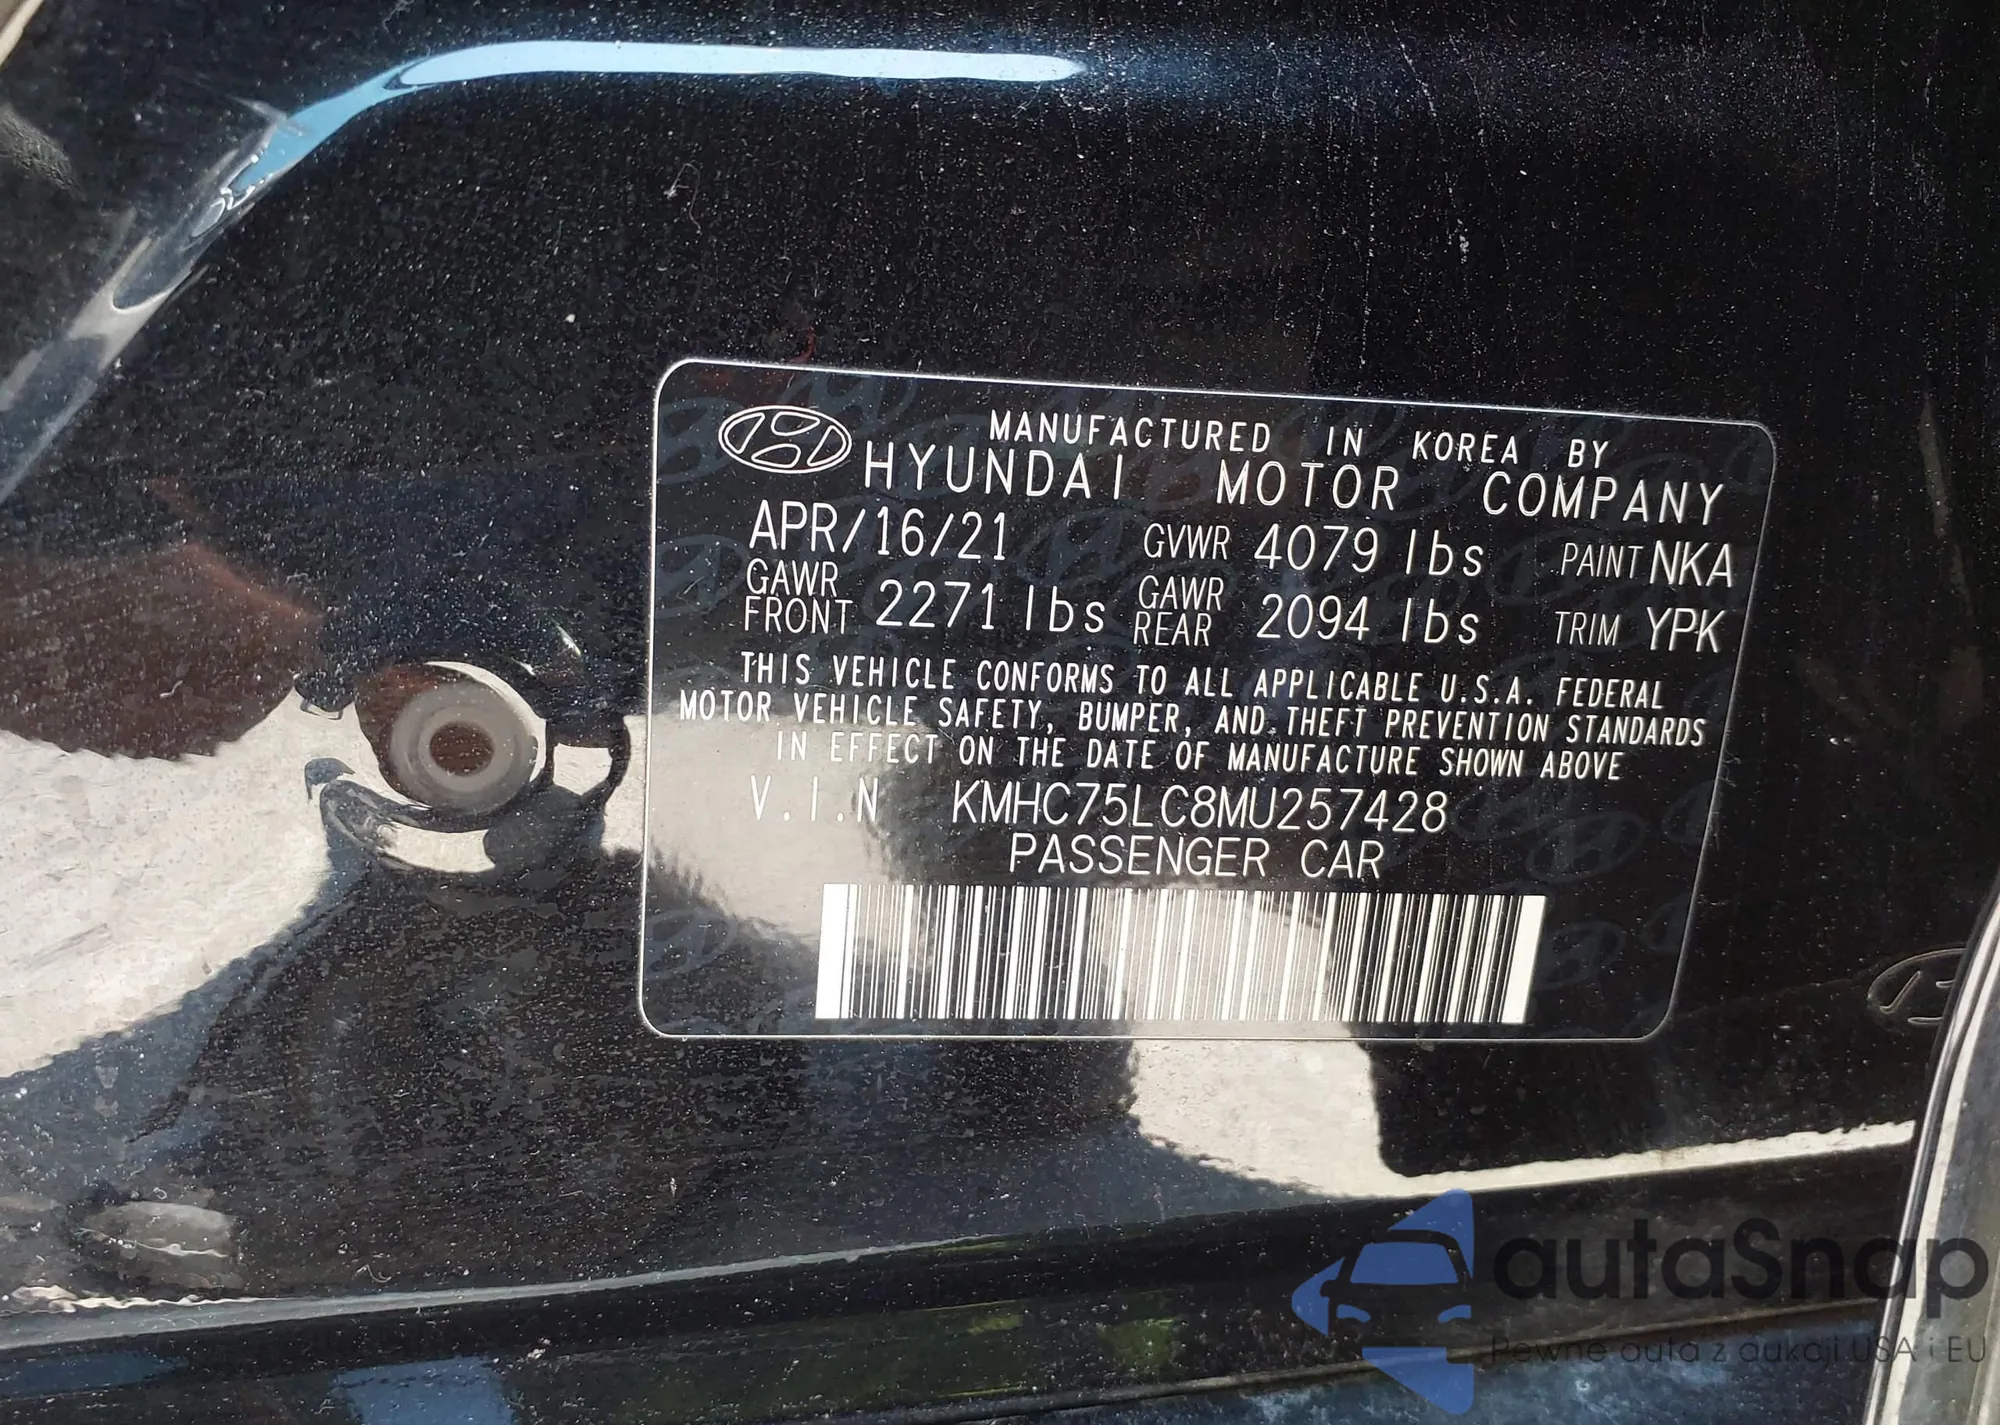 MANUFACTURED IN KOREA BY
HYUNDAI MOTOR COMPANY
APR/16/21 GVWR 4079 lbs PAINT NKA
GAWR FRONT 2271 lbs GAWR REAR 2094 lbs TRIM YPK
THIS VEHICLE CONFORMS TO ALL APPLICABLE U.S.A. FEDERAL
MOTOR VEHICLE SAFETY, BUMPER, AND THEFT PREVENTION STANDARDS
IN EFFECT ON THE DATE OF MANUFACTURE SHOWN ABOVE
V.I.N KMHC75LC8MU257428
PASSENGER CAR
autaSnap
Pewne auta z aukcji USA i EU